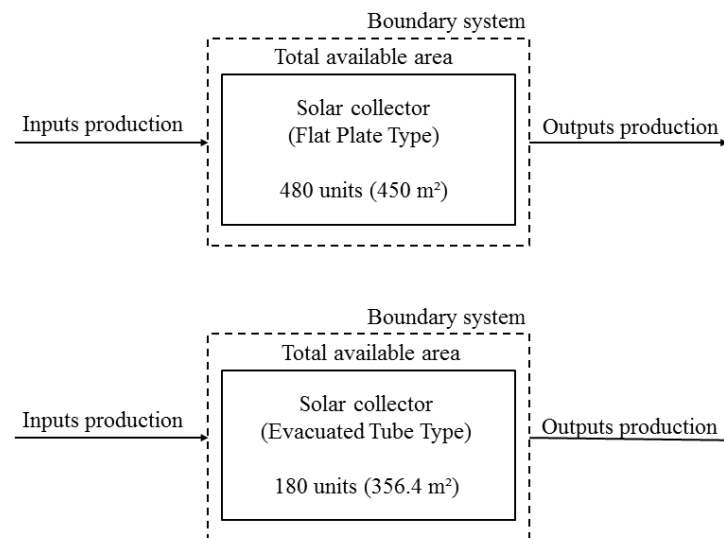 Boundary system
Total available area
Solar collector
(Flat Plate Type)
480 units (450 m²)
Inputs production
Outputs production
Boundary system
Total available area
Solar collector
(Evacuated Tube Type)
180 units (356.4 m²)
Inputs production
Outputs production